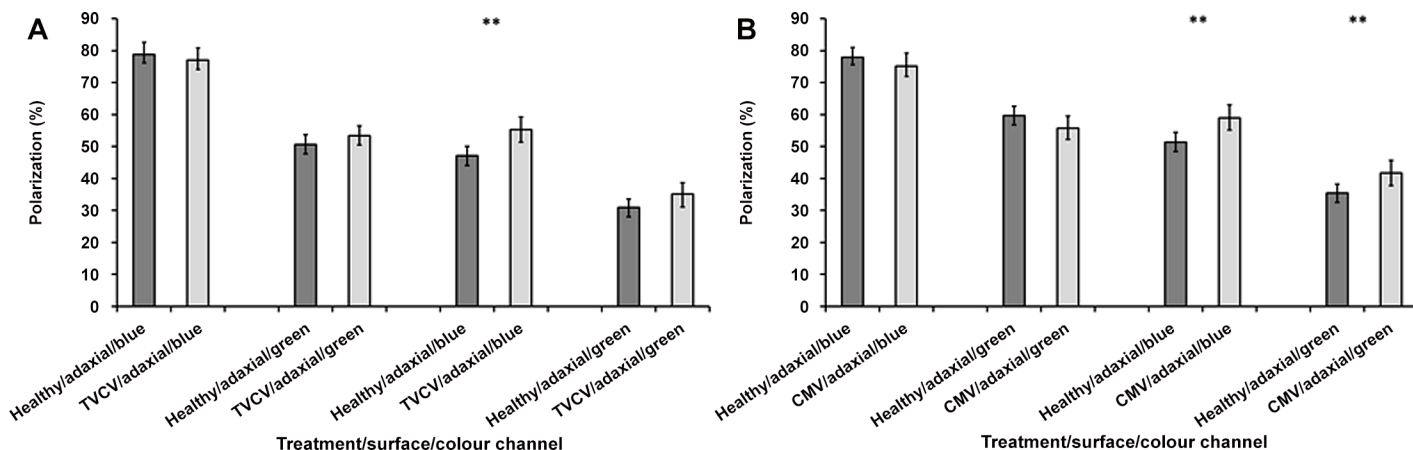 A
Polarization (%)
90
80
70
60
50
40
30
20
10
0
**
Healthy/adaxial/blue
TVCV/adaxial/blue
Healthy/adaxial/green
TVCV/adaxial/green
Healthy/adaxial/blue
TVCV/adaxial/blue
Healthy/adaxial/green
TVCV/adaxial/green
Treatment/surface/colour channel
B
Polarization (%)
90
80
70
60
50
40
30
20
10
0
**
**
Healthy/adaxial/blue
CMV/adaxial/blue
Healthy/adaxial/green
CMV/adaxial/green
Healthy/adaxial/blue
CMV/adaxial/blue
Healthy/adaxial/green
CMV/adaxial/green
Treatment/surface/colour channel